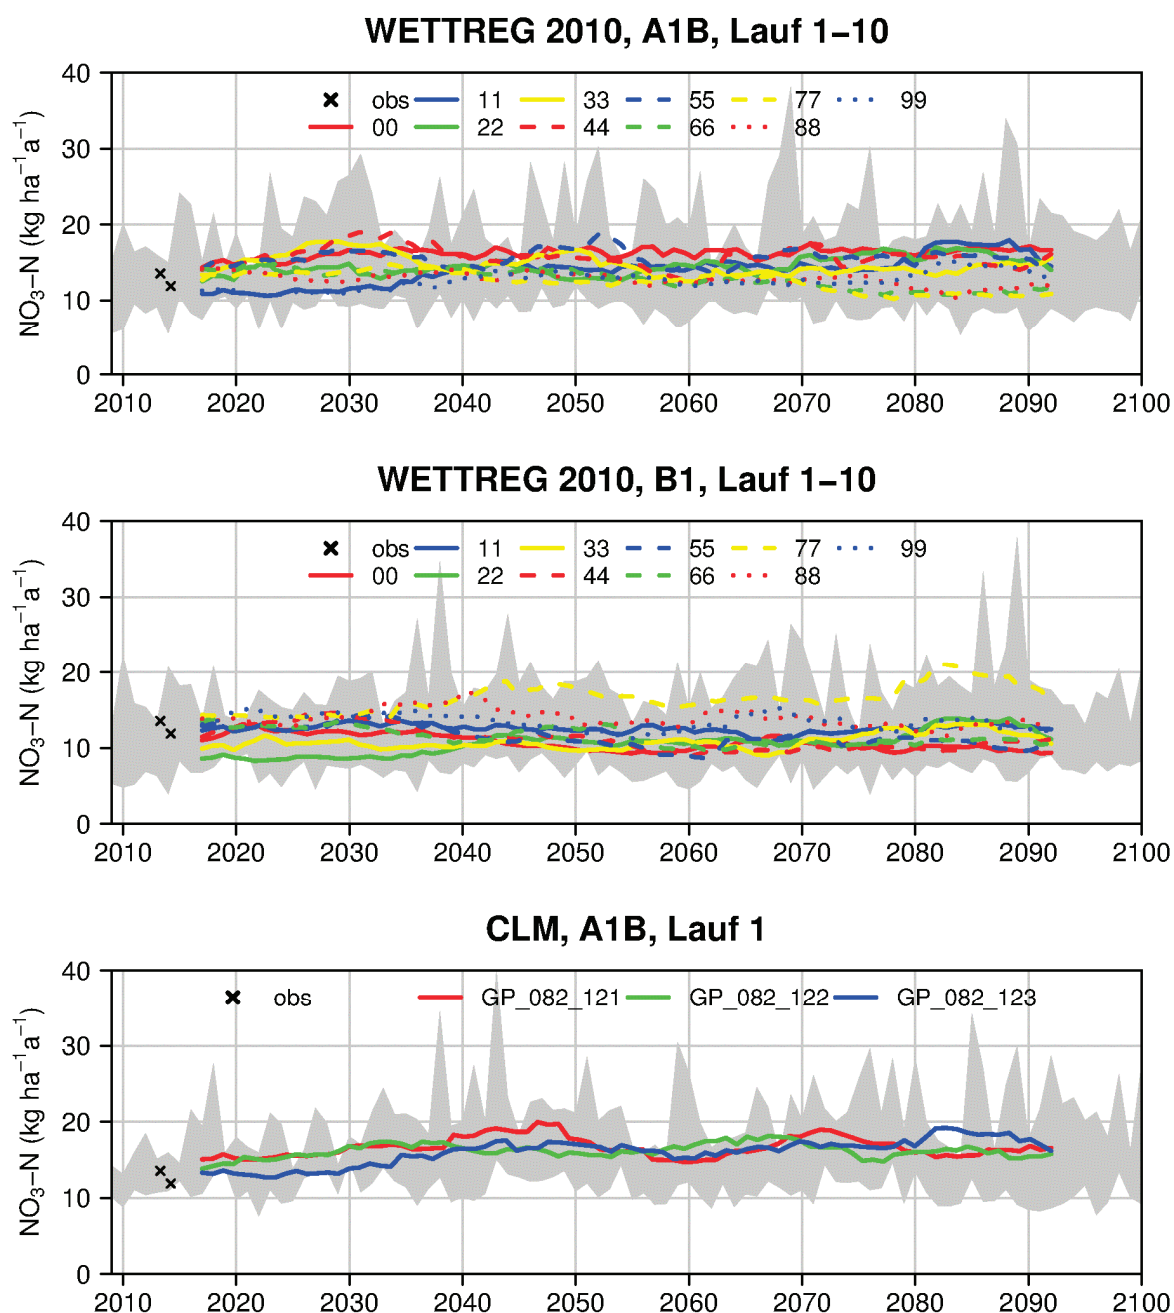 WETTREG 2010, A1B, Lauf 1−10
NO₃−N (kg ha⁻¹a⁻¹)
40
30
20
10
0
obs 11 33 55 77 99
00 22 44 66 88
2010 2020 2030 2040 2050 2060 2070 2080 2090 2100
WETTREG 2010, B1, Lauf 1−10
NO₃−N (kg ha⁻¹a⁻¹)
40
30
20
10
0
obs 11 33 55 77 99
00 22 44 66 88
2010 2020 2030 2040 2050 2060 2070 2080 2090 2100
CLM, A1B, Lauf 1
NO₃−N (kg ha⁻¹a⁻¹)
40
30
20
10
0
obs GP_082_121 GP_082_122 GP_082_123
2010 2020 2030 2040 2050 2060 2070 2080 2090 2100